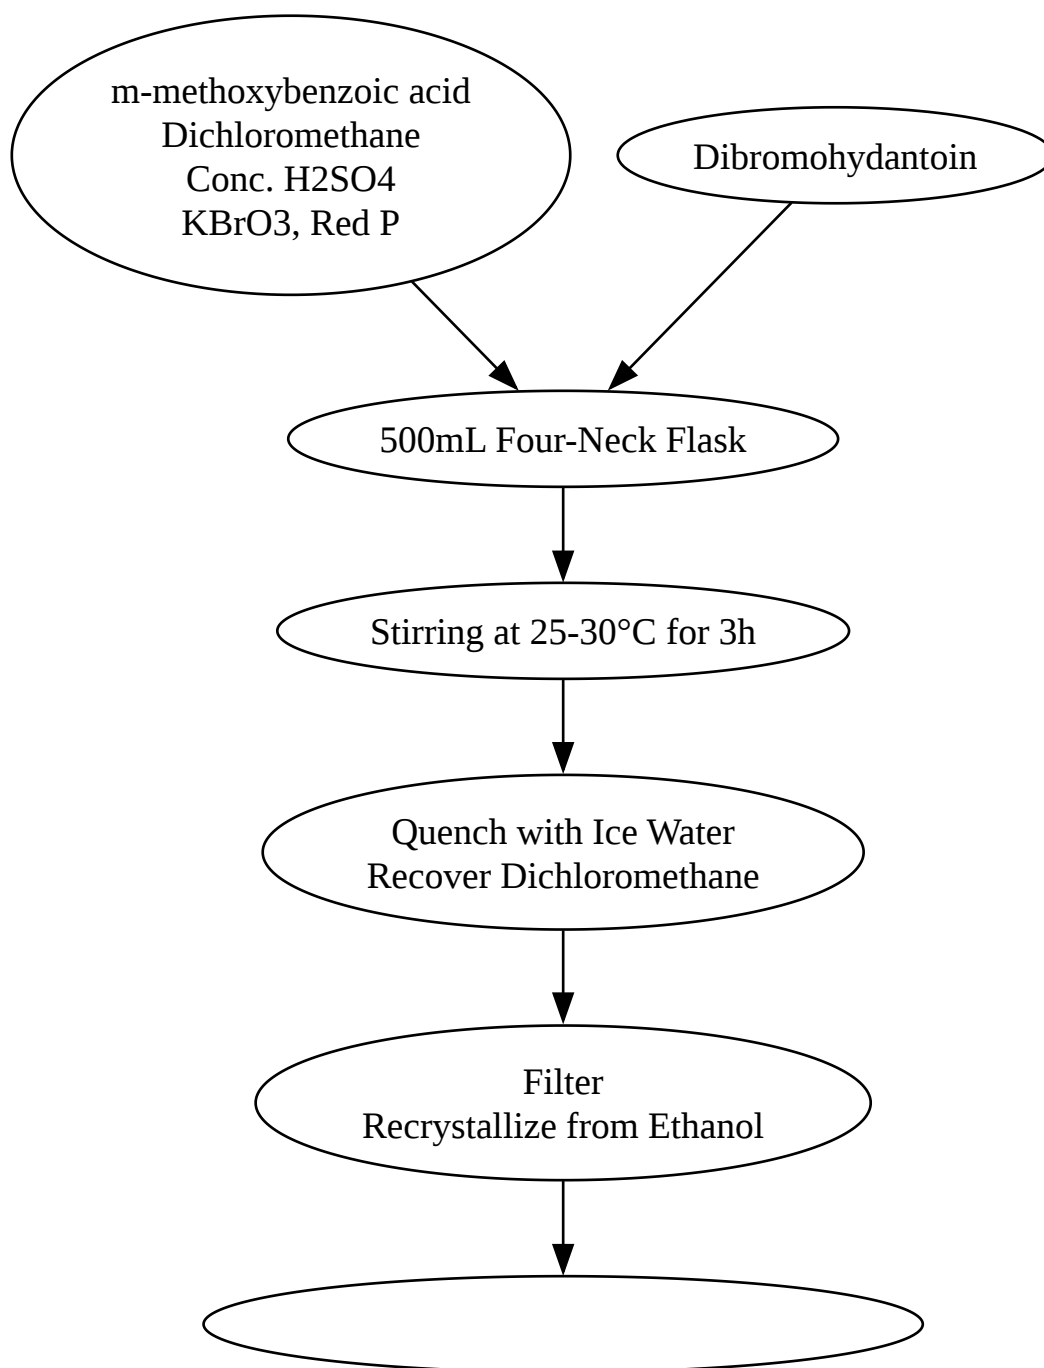 m-methoxybenzoic acid
Dichloromethane
Conc. H2SO4
KBrO3, Red P
Dibromohydantoin
500mL Four-Neck Flask
Stirring at 25-30°C for 3h
Quench with Ice Water
Recover Dichloromethane
Filter
Recrystallize from Ethanol